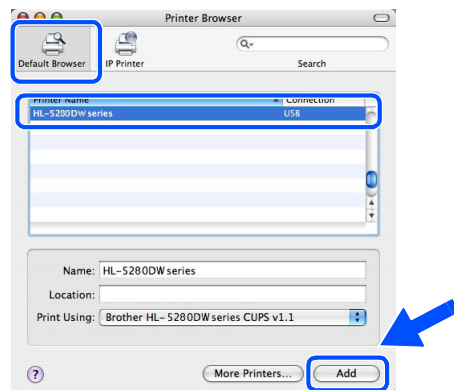 Printer Browser
Default Browser
IP Printer
Search
Printer Name Connection
HL-5280DW series USB
Name: HL-5280DW series
Location:
Print Using: Brother HL- 5280DW series CUPS v1.1
? More Printers... Add